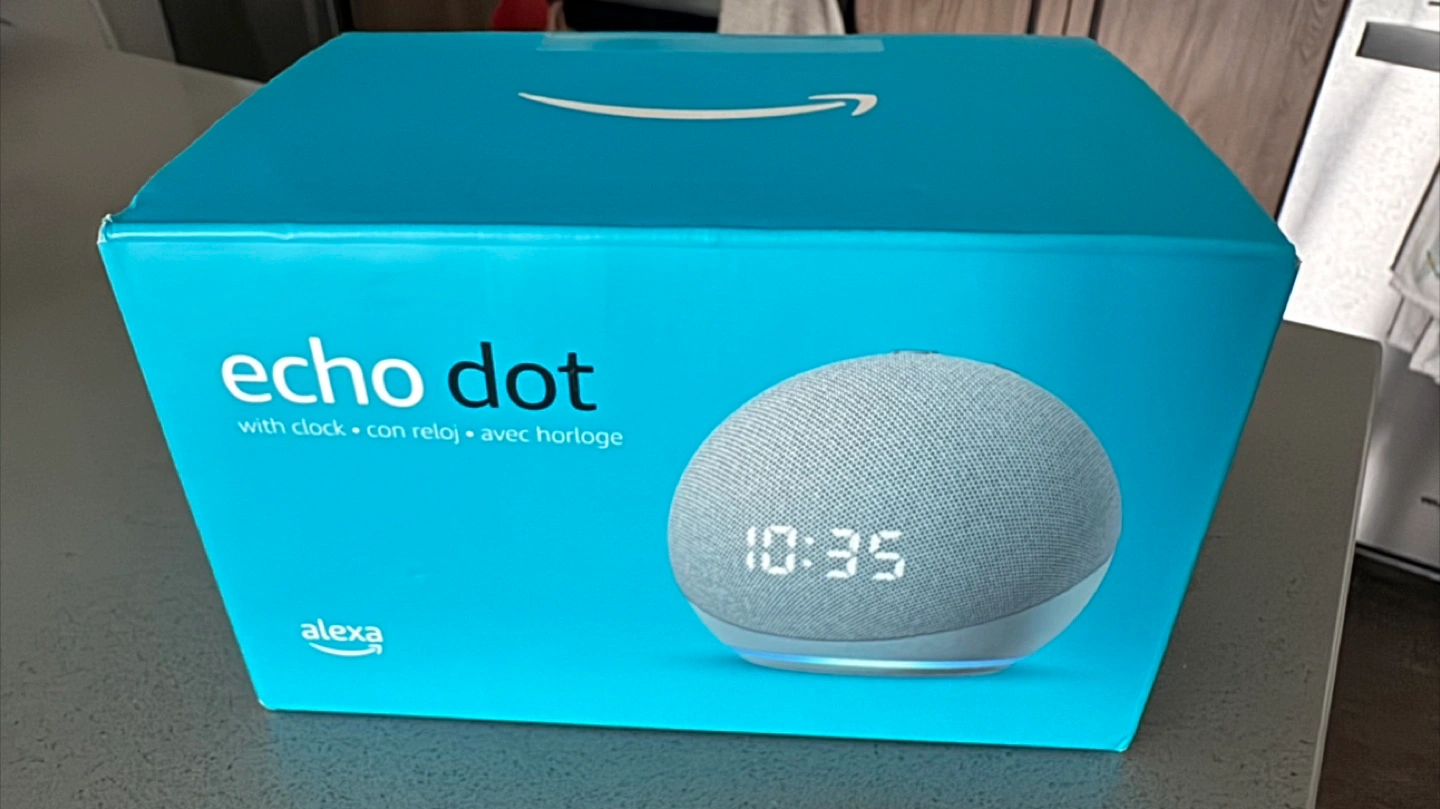 echo dot
with clock • con reloj • avec horloge
10:35
alexa